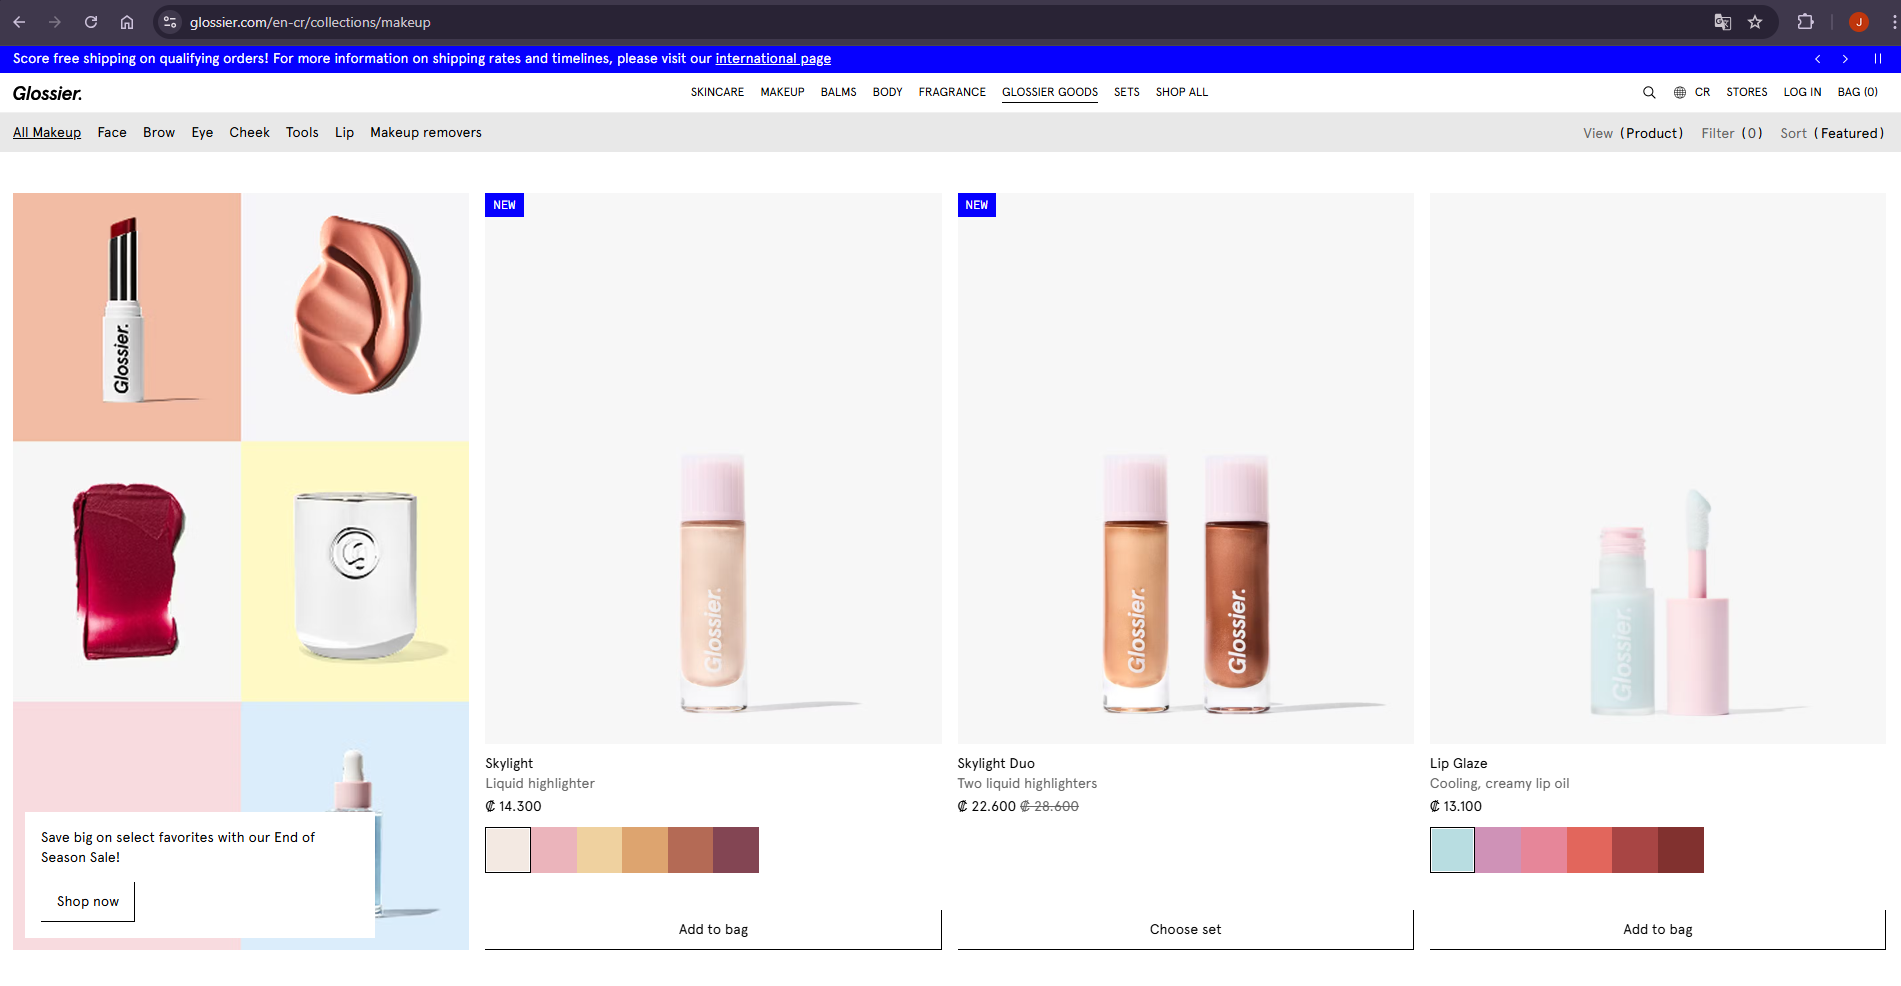 glossier.com/en-cr/collections/makeup
J
Score free shipping on qualifying orders! For more information on shipping rates and timelines, please visit our international page
Glossier.
SKINCARE MAKEUP BALMS BODY FRAGRANCE GLOSSIER GOODS SETS SHOP ALL
CR STORES LOG IN BAG (0)
All Makeup Face Brow Eye Cheek Tools Lip Makeup removers
View (Product) Filter (0) Sort (Featured)
Glossier.
Save big on select favorites with our End of
Season Sale!
Shop now
NEW
Glossier.
Skylight
Liquid highlighter
₡ 14.300
Add to bag
NEW
Glossier.
Glossier.
Skylight Duo
Two liquid highlighters
₡ 22.600 ₡ 28.600
Choose set
Glossier.
Lip Glaze
Cooling, creamy lip oil
₡ 13.100
Add to bag